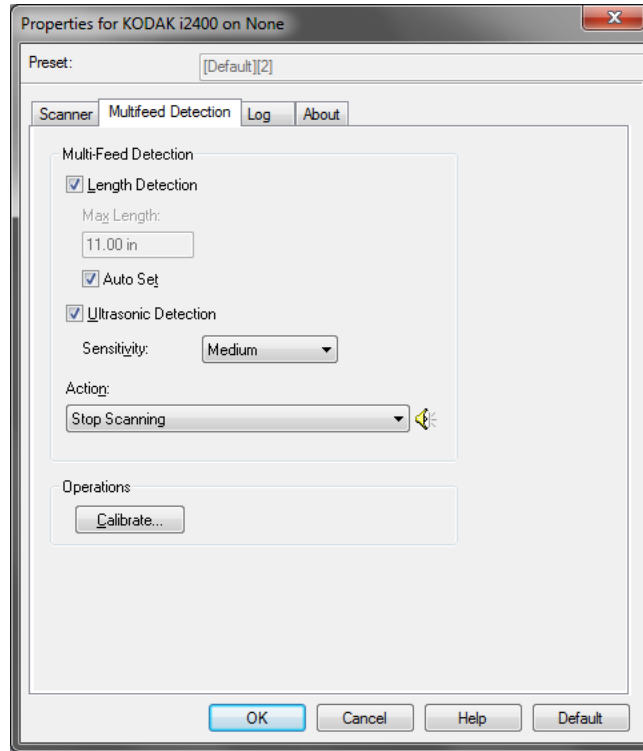 Properties for KODAK i2400 on None
Preset: [Default][2]
Scanner Multifeed Detection Log About
Multi-Feed Detection
Length Detection
Max Length:
11.00 in
Auto Set
Ultrasonic Detection
Sensitivity: Medium
Action:
Stop Scanning
Operations
Calibrate...
OK Cancel Help Default